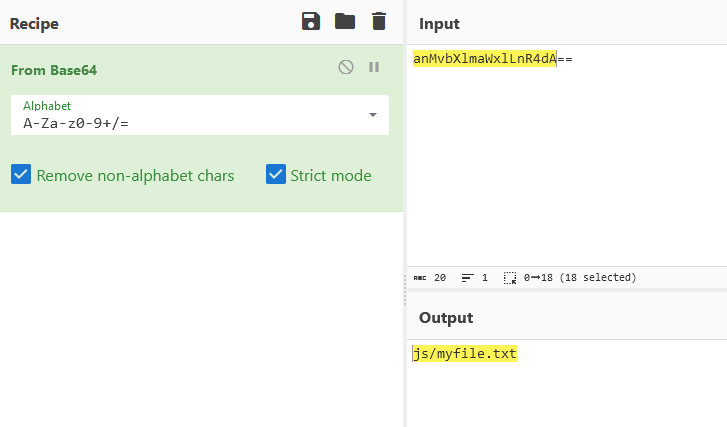 Recipe
From Base64
Alphabet
A-Za-z0-9+/=
Remove non-alphabet chars
Strict mode
Input
anMvbXlmaWxlLnR4dA==
ABC 20 1 0→18 (18 selected)
Output
js/myfile.txt